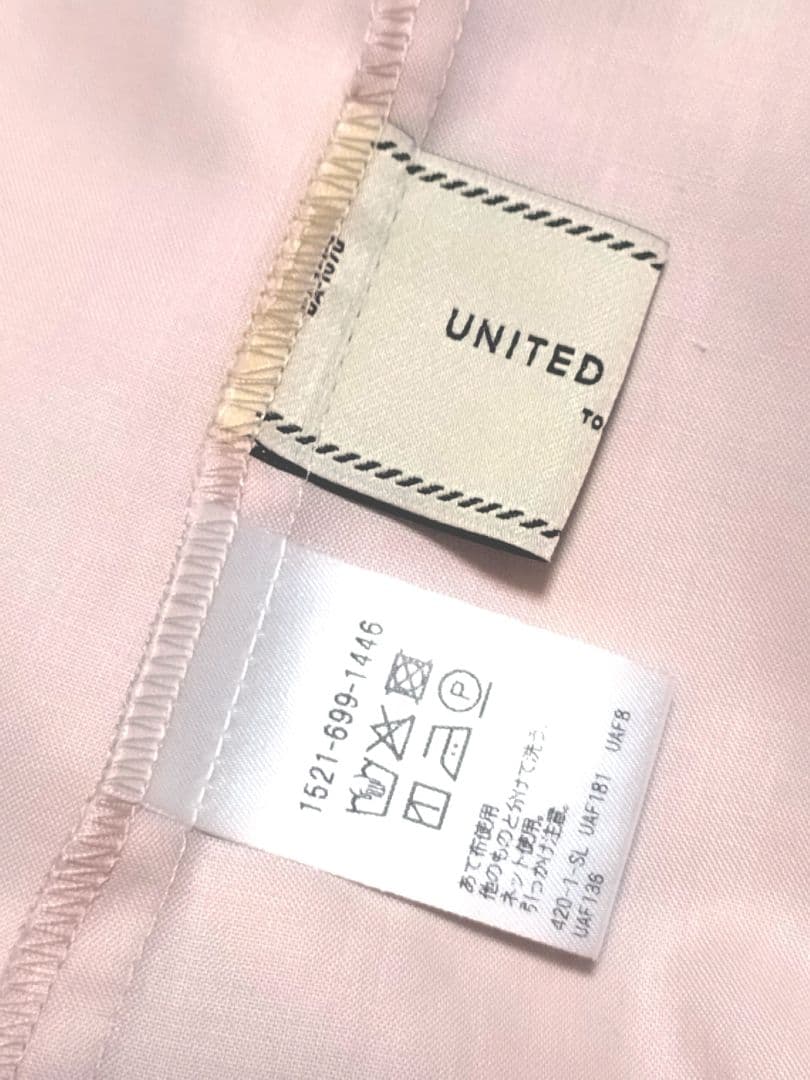 UNITED
TO
1521-699-1446
P
あて布使用
他のものと分けて洗う。
ネット使用。
引っかけ注意。
420-1-SL UAF181 UAF8
UAF136